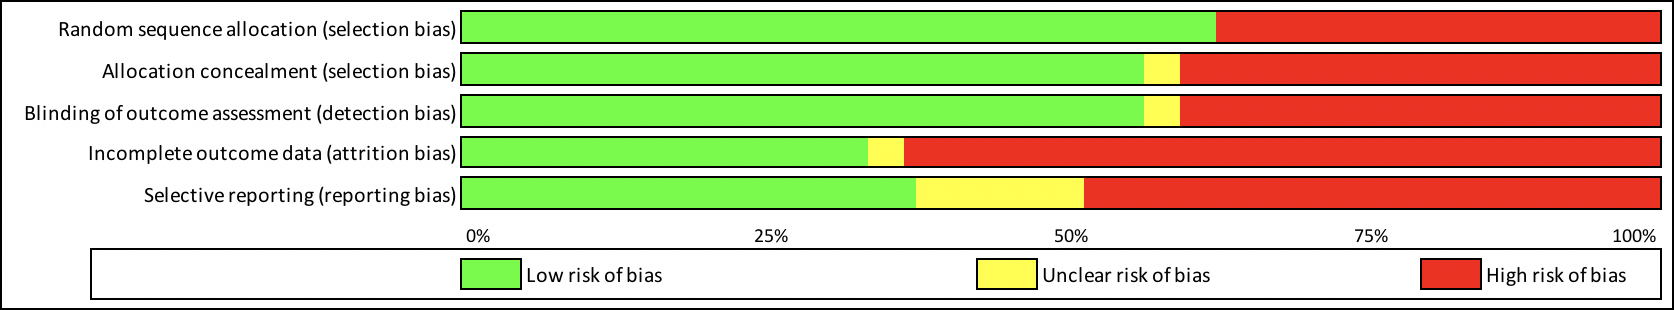 Random sequence allocation (selection bias)
Allocation concealment (selection bias)
Blinding of outcome assessment (detection bias)
Incomplete outcome data (attrition bias)
Selective reporting (reporting bias)
0% 25% 50% 75% 100%
Low risk of bias Unclear risk of bias High risk of bias